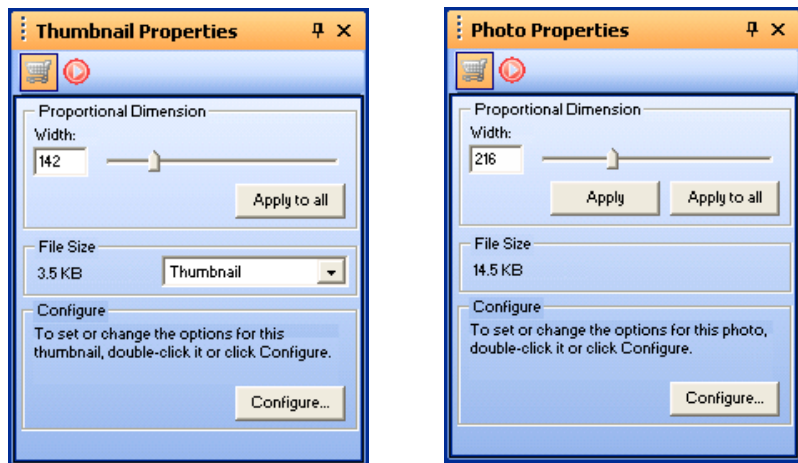 Thumbnail Properties
Proportional Dimension
Width:
142
Apply to all
File Size
3.5 KB
Thumbnail
Configure
To set or change the options for this
thumbnail, double-click it or click Configure.
Configure...
Photo Properties
Proportional Dimension
Width:
216
Apply
Apply to all
File Size
14.5 KB
Configure
To set or change the options for this photo,
double-click it or click Configure.
Configure...